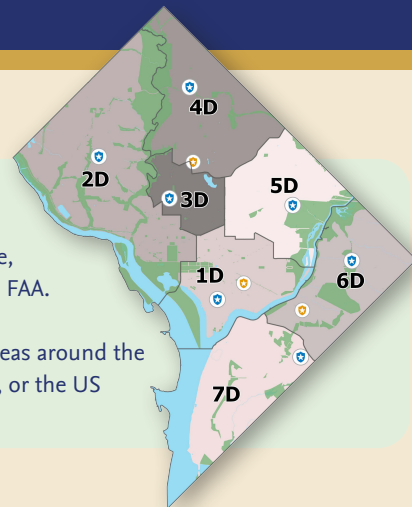 4D
2D
3D
5D
e,
FAA.
1D
6D
eas around the
, or the US
7D